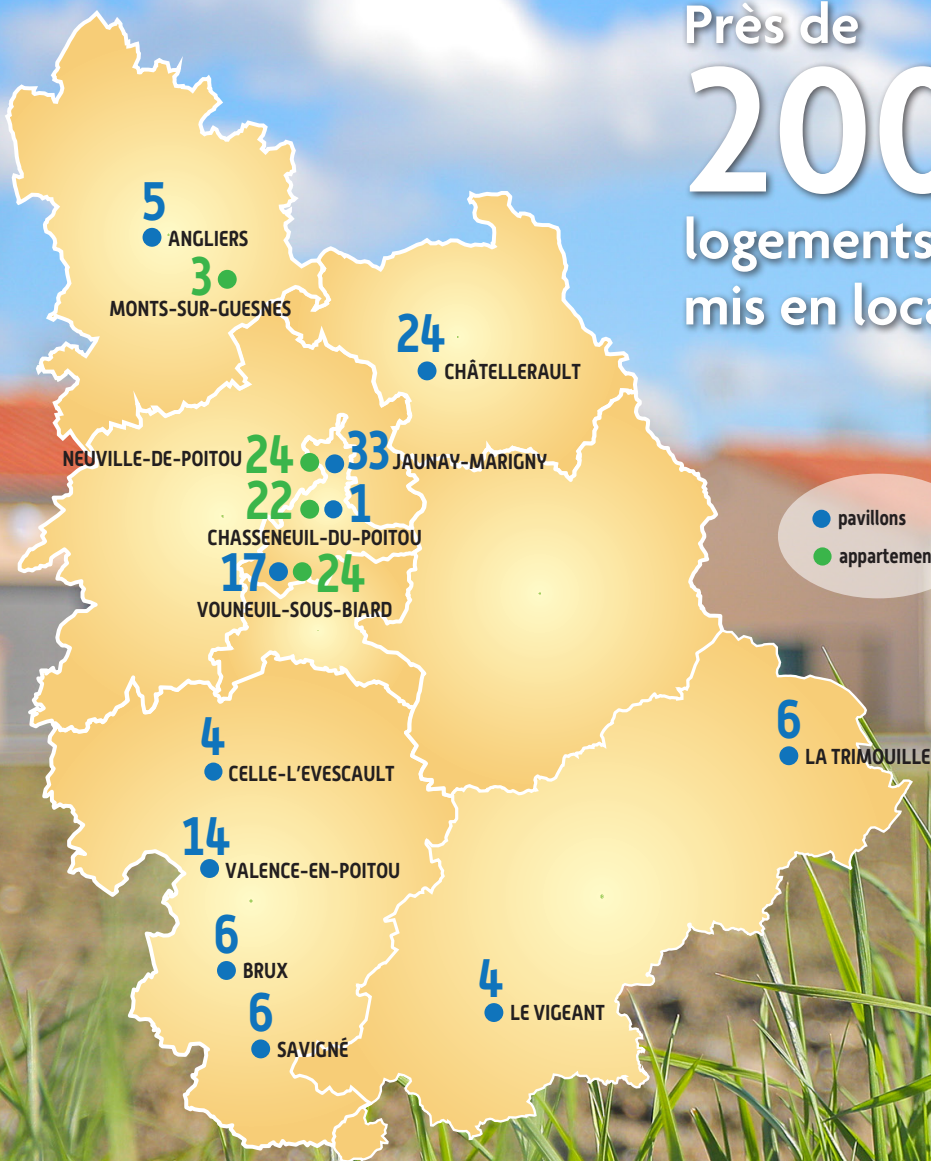 Près de
200
logements
mis en loca
5
ANGLIERS
3
MONTS-SUR-GUESNES
24
CHÂTELLERAULT
NEUVILLE-DE-POITOU 24
33 JAUNAY-MARIGNY
22 1
CHASSENEUIL-DU-POITOU
17 24
VOUNEUIL-SOUS-BIARD
pavillons
appartemen
6
LA TRIMOUILLE
4
CELLE-L'EVESCAULT
14
VALENCE-EN-POITOU
6
BRUX
4
LE VIGEANT
6
SAVIGNÉ